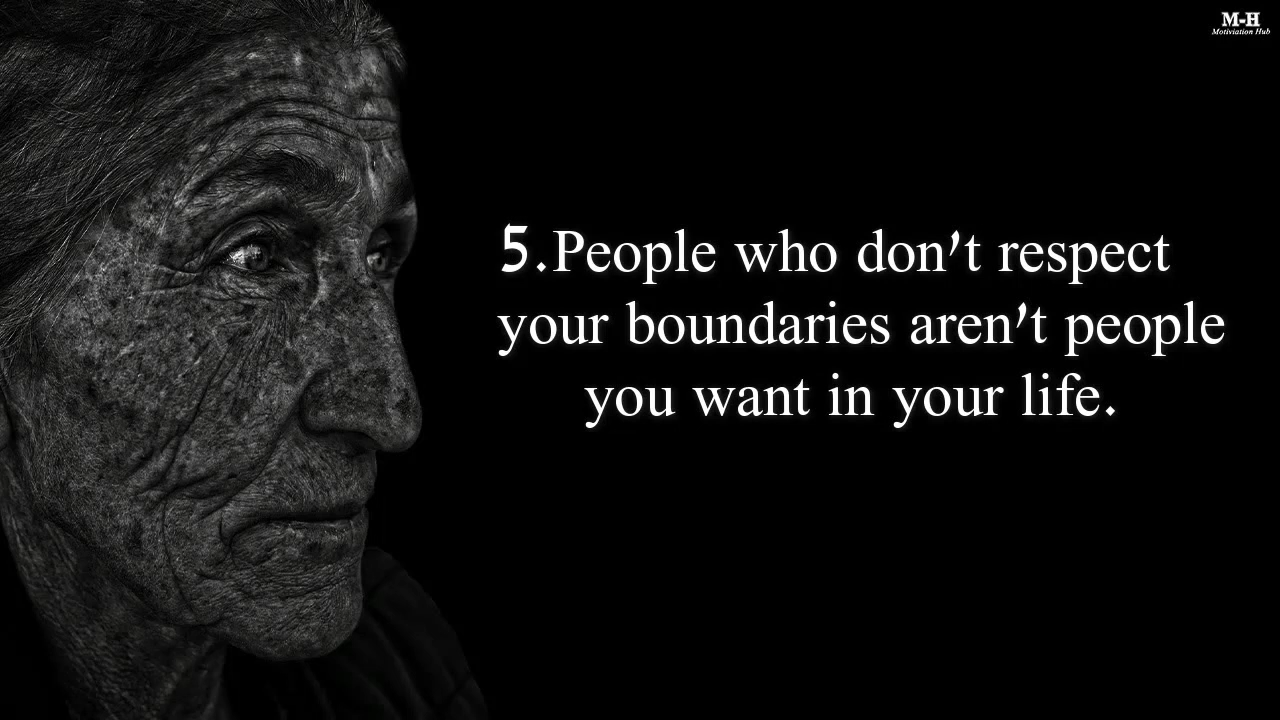 M-H
Motiviation Hub
5.People who don't respect
your boundaries aren't people
you want in your life.